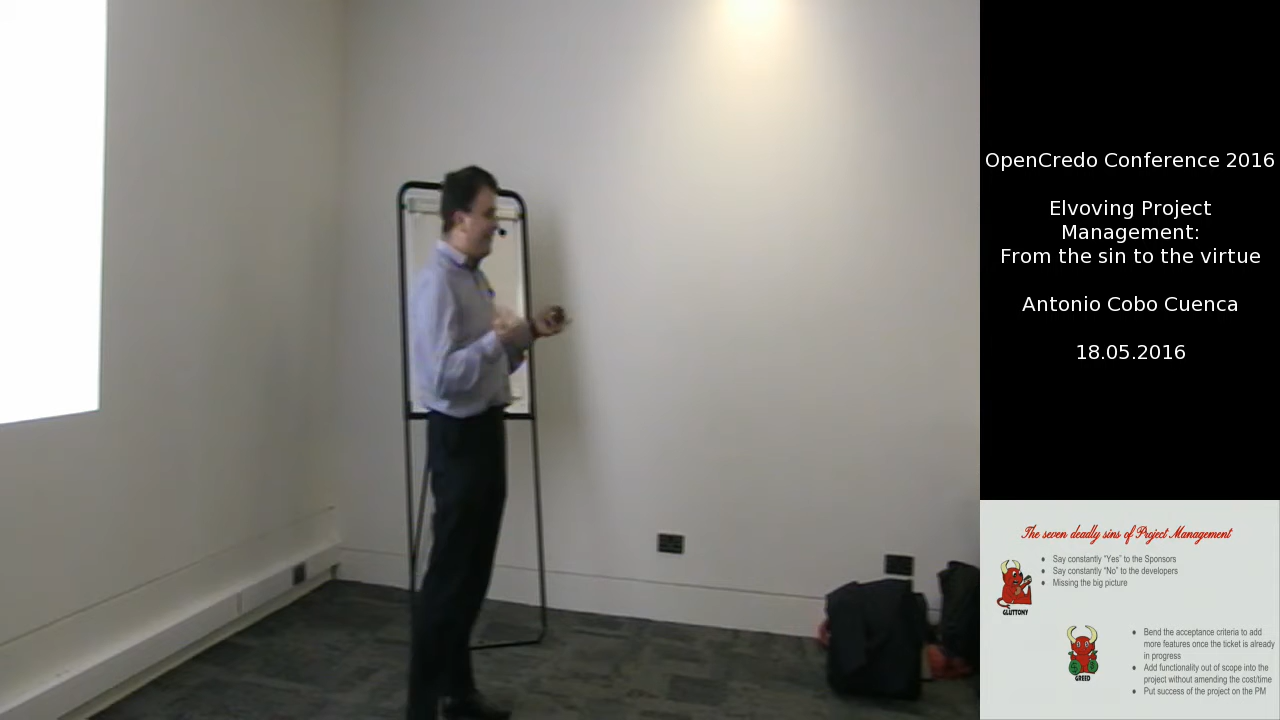 OpenCredo Conference 2016
Elvoving Project
Management:
From the sin to the virtue
Antonio Cobo Cuenca
18.05.2016
The seven deadly sins of Project Management
• Say constantly "Yes" to the Sponsors
• Say constantly "No" to the developers
• Missing the big picture
GLUTTONY
• Bend the acceptance criteria to add
more features once the ticket is already
in progress
• Add functionality out of scope into the
project without amending the cost/time
• Put success of the project on the PM
GREED